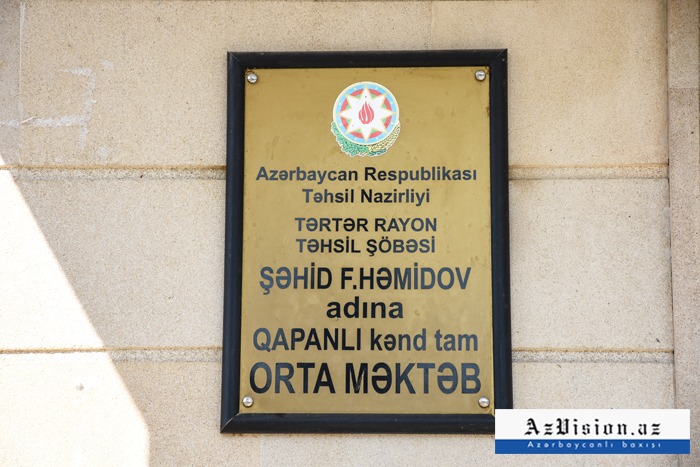 Azərbaycan Respublikası
Təhsil Nazirliyi
TƏRTƏR RAYON
TƏHSİL ŞÖBƏSİ
ŞƏHİD F.HƏMİDOV
adına
QAPANLI kənd tam
ORTA MƏKTƏB
AzVision.az
Azərbaycanlı baxışı